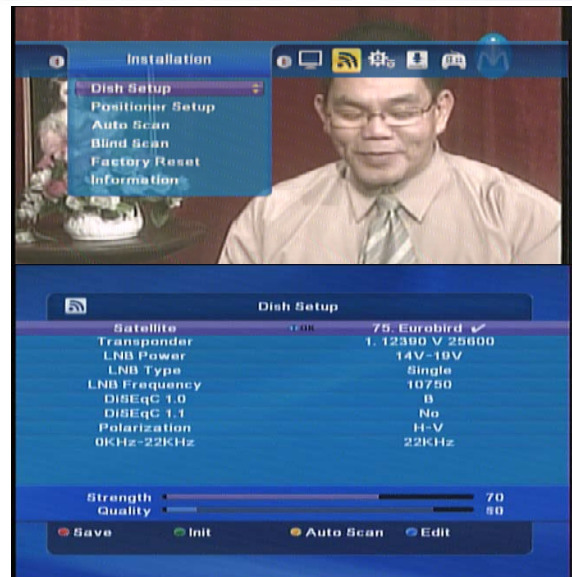 Installation
Dish Setup
Positioner Setup
Auto Scan
Blind Scan
Factory Reset
Information
Dish Setup
Satellite OK 75. Eurobird ✔
Transponder 1. 12390 V 25600
LNB Power 14V-19V
LNB Type Single
LNB Frequency 10750
DiSEqC 1.0 B
DiSEqC 1.1 No
Polarization H-V
0KHz-22KHz 22KHz
Strength 70
Quality 50
Save Init Auto Scan Edit